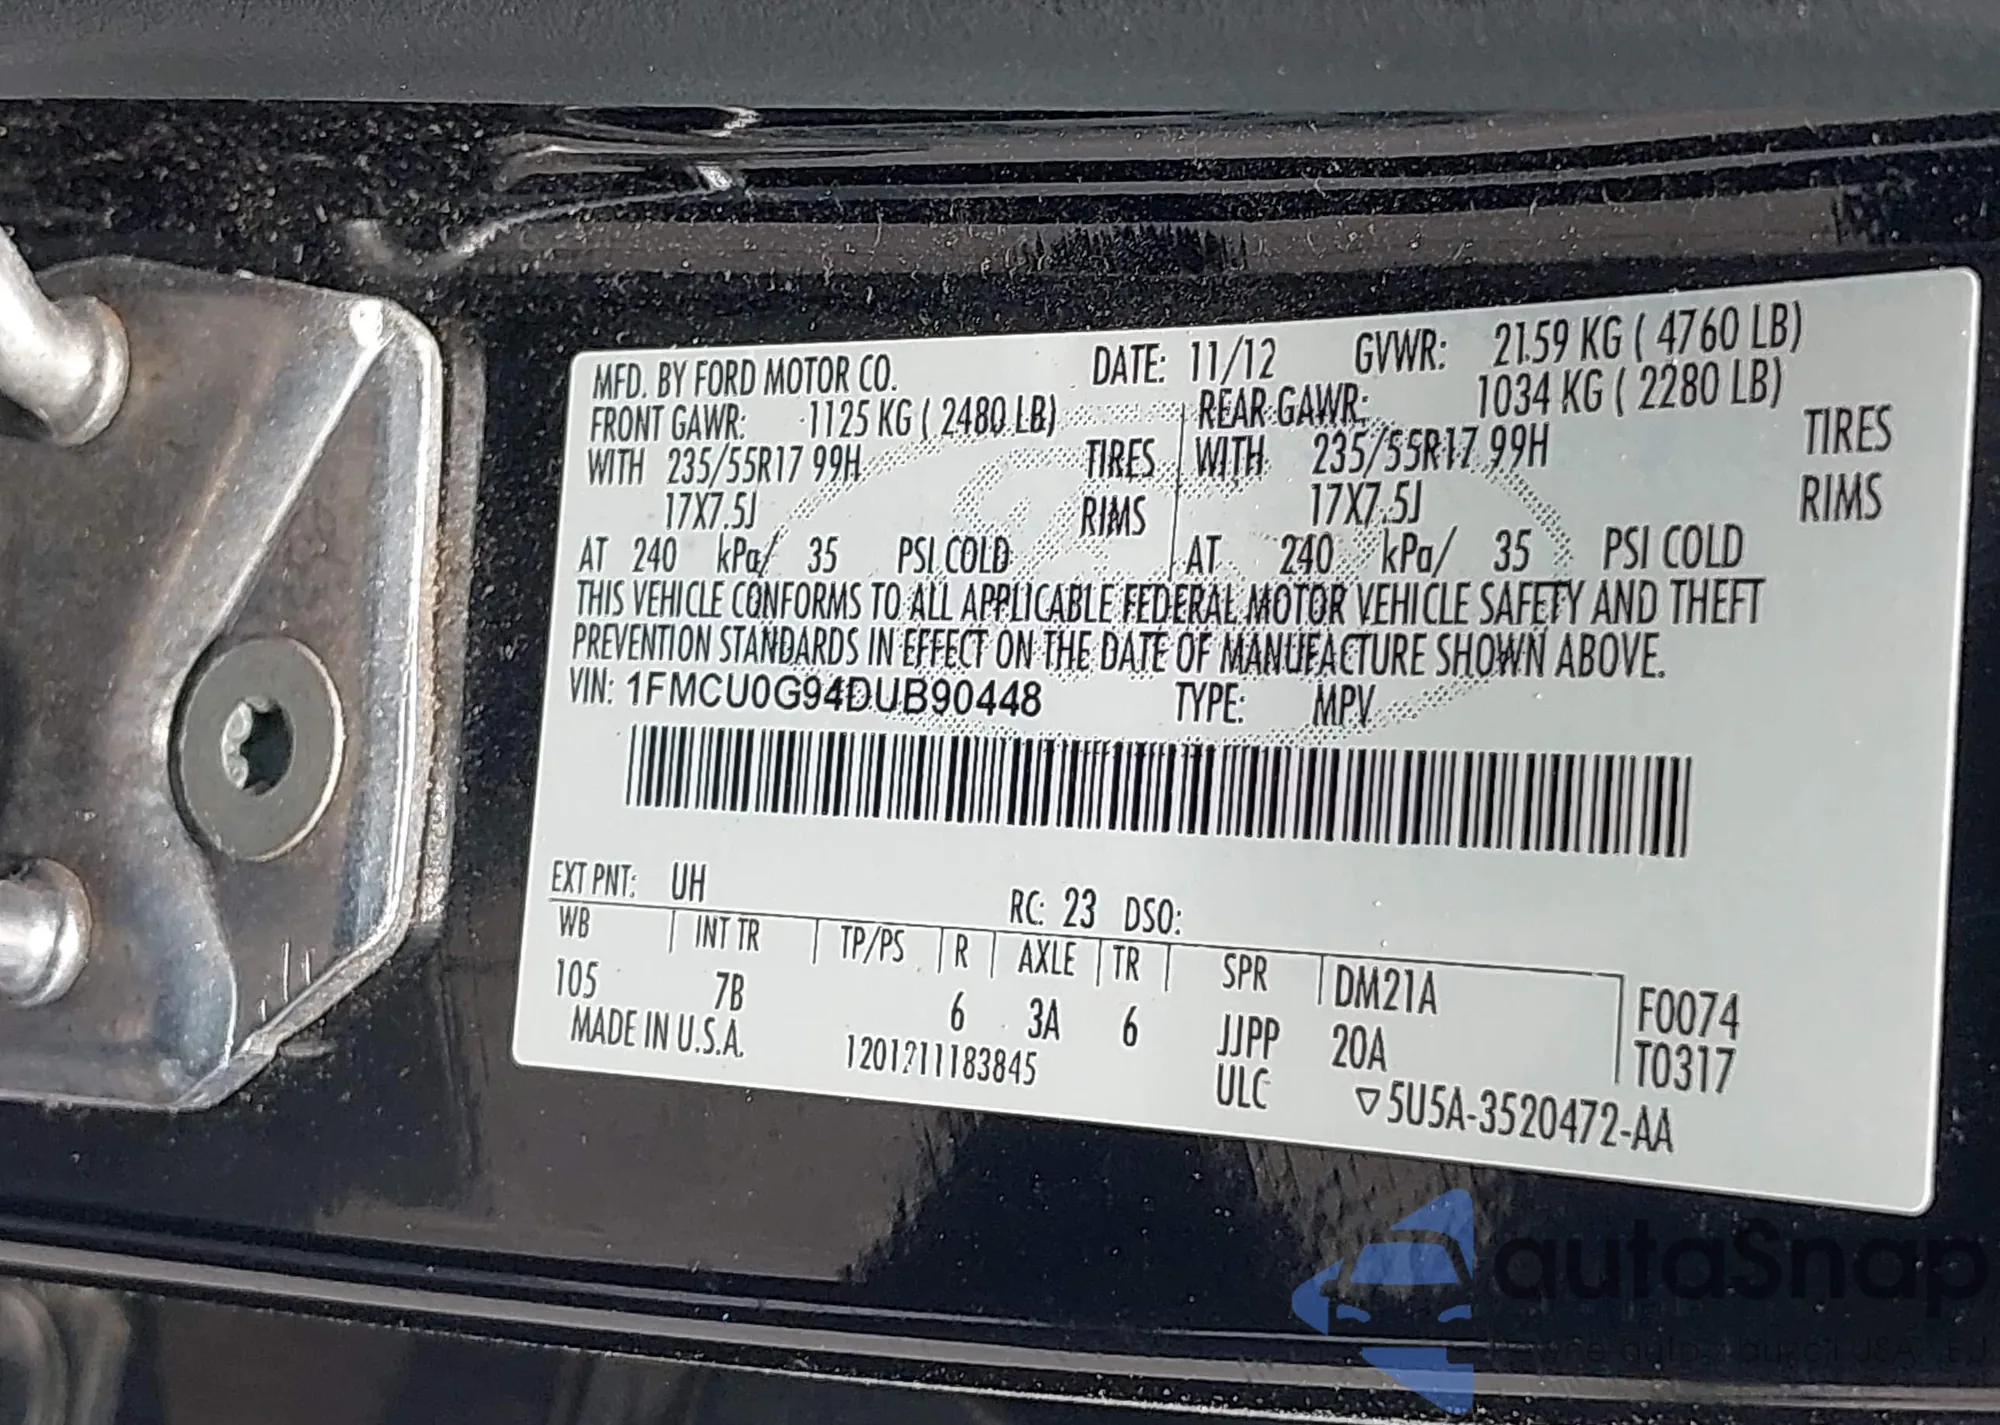 MFD. BY FORD MOTOR CO. DATE: 11/12 GVWR: 2159 KG ( 4760 LB)
FRONT GAWR: 1125 KG ( 2480 LB) REAR GAWR: 1034 KG ( 2280 LB)
WITH 235/55R17 99H TIRES WITH 235/55R17 99H TIRES
17X7.5J RIMS 17X7.5J RIMS
AT 240 kPa/ 35 PSI COLD AT 240 kPa/ 35 PSI COLD
THIS VEHICLE CONFORMS TO ALL APPLICABLE FEDERAL MOTOR VEHICLE SAFETY AND THEFT
PREVENTION STANDARDS IN EFFECT ON THE DATE OF MANUFACTURE SHOWN ABOVE.
VIN: 1FMCU0G94DUB90448 TYPE: MPV
EXT PNT: UH RC: 23 DSO:
WB INT TR TP/PS R AXLE TR SPR DM21A F0074
105 7B 6 3A 6 JJPP 20A T0317
MADE IN U.S.A. 1201211183845 ULC ▽5U5A-3520472-AA
autaSnap